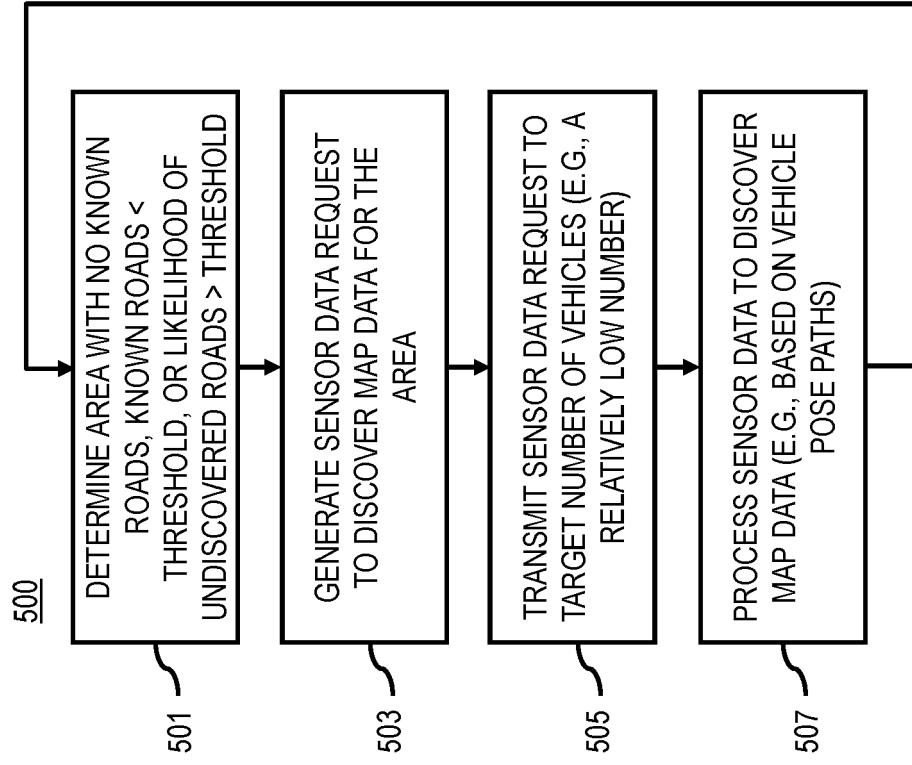 500
DETERMINE AREA WITH NO KNOWN
ROADS, KNOWN ROADS <
THRESHOLD, OR LIKELIHOOD OF
UNDISCOVERED ROADS > THRESHOLD
501
GENERATE SENSOR DATA REQUEST
TO DISCOVER MAP DATA FOR THE
AREA
503
TRANSMIT SENSOR DATA REQUEST TO
TARGET NUMBER OF VEHICLES (E.G., A
RELATIVELY LOW NUMBER)
505
PROCESS SENSOR DATA TO DISCOVER
MAP DATA (E.G., BASED ON VEHICLE
POSE PATHS)
507